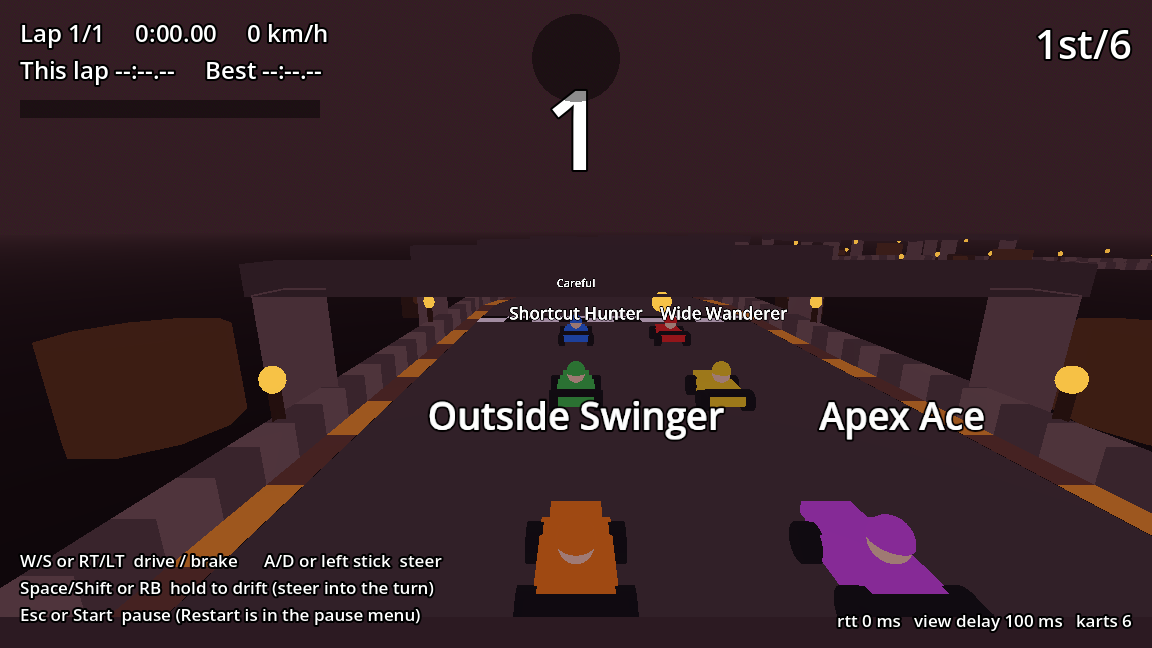 Lap 1/1 0:00.00 0 km/h
This lap --:--.-- Best --:--.--
1st/6
1
Careful
Shortcut Hunter Wide Wanderer
Outside Swinger Apex Ace
W/S or RT/LT drive / brake A/D or left stick steer
Space/Shift or RB hold to drift (steer into the turn)
Esc or Start pause (Restart is in the pause menu)
rtt 0 ms view delay 100 ms karts 6